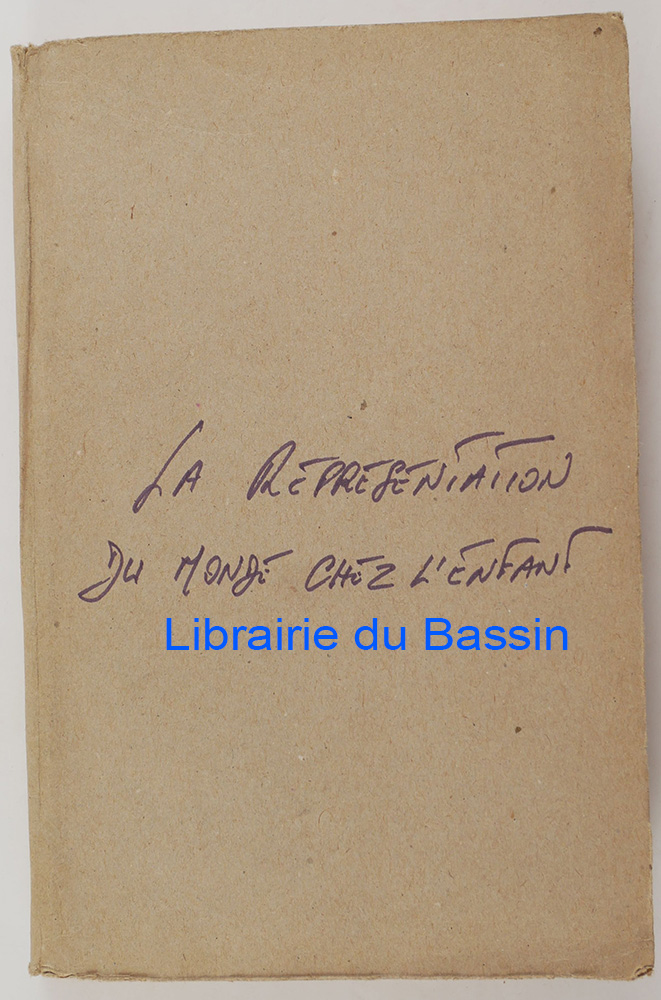 LA REPRESENTATION
DU MONDE CHEZ L'ENFANT
Librairie du Bassin